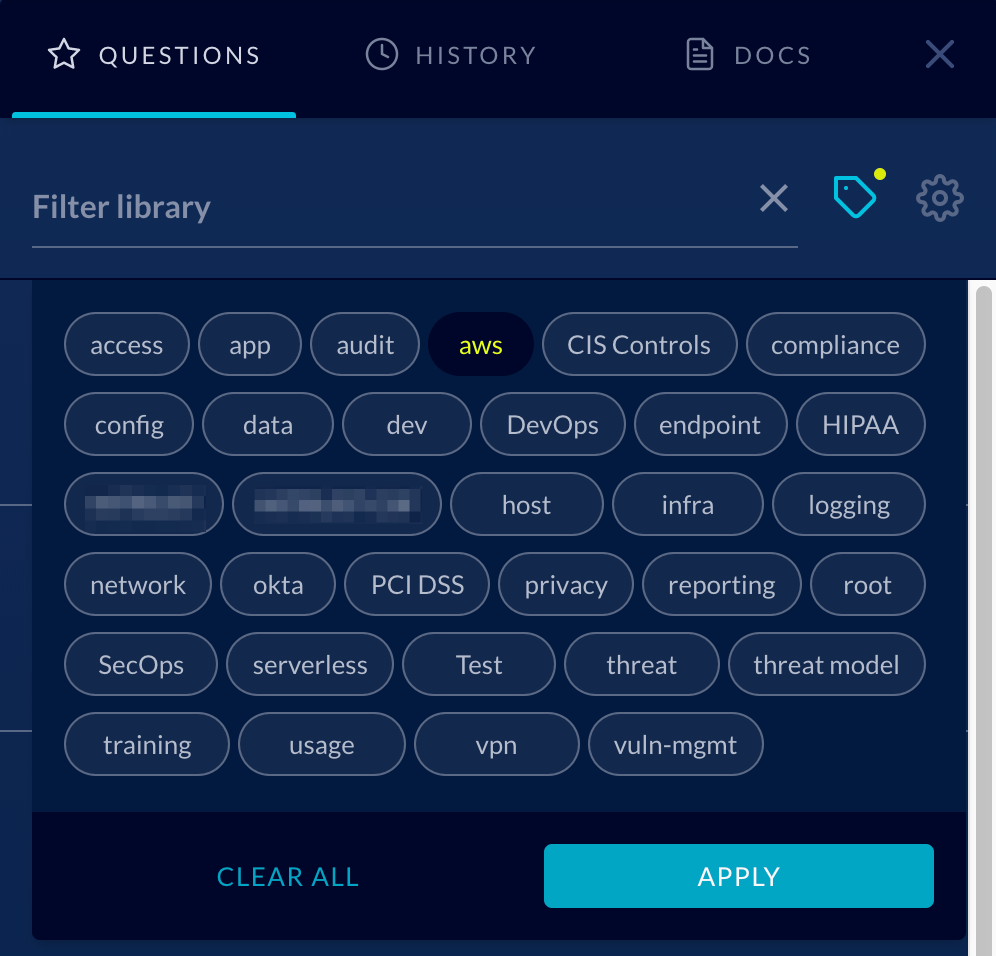 QUESTIONS HISTORY DOCS
Filter library
access app audit aws CIS Controls compliance
config data dev DevOps endpoint HIPAA
host infra logging
network okta PCI DSS privacy reporting root
SecOps serverless Test threat threat model
training usage vpn vuln-mgmt
CLEAR ALL APPLY